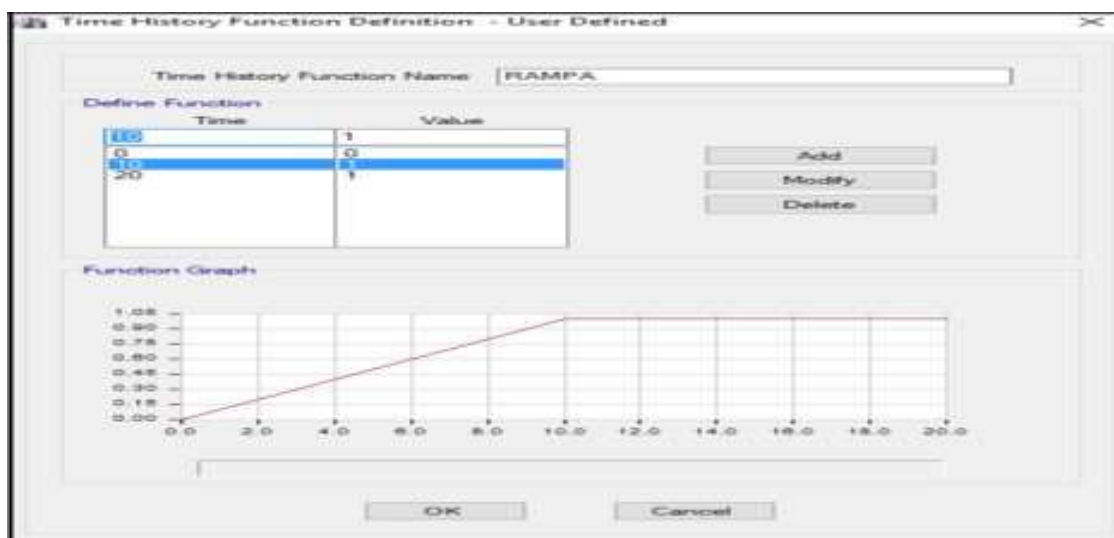 Time History Function Definition - User Defined
Time History Function Name RAMPA
Define Function
Time Value
10 1
0 0
10 1
20 1
Add
Modify
Delete
Function Graph
1.05
0.90
0.75
0.60
0.45
0.30
0.15
0.00
0.0 2.0 4.0 6.0 8.0 10.0 12.0 14.0 16.0 18.0 20.0
OK Cancel